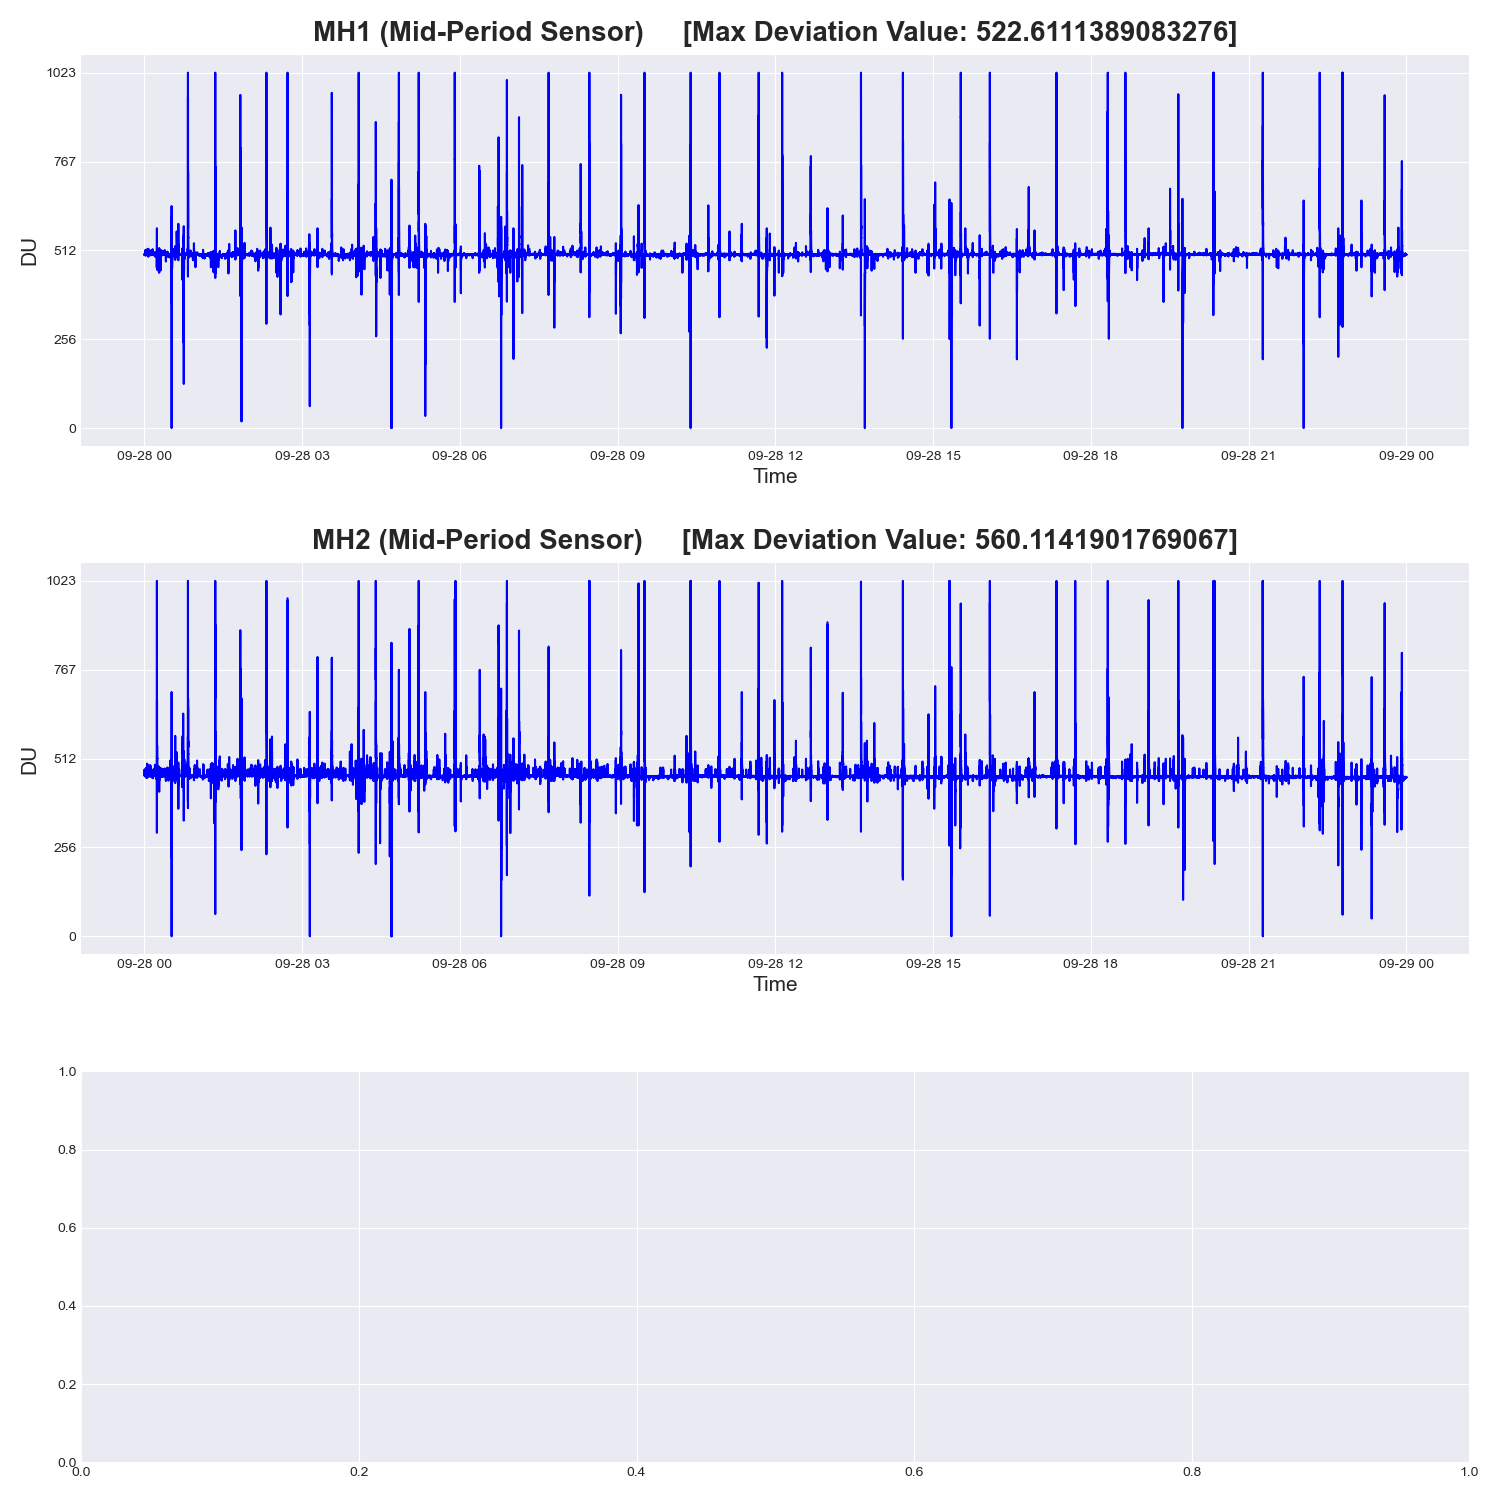 MH1 (Mid-Period Sensor) [Max Deviation Value: 522.6111389083276]
1023
767
512
256
0
DU
09-28 00 09-28 03 09-28 06 09-28 09 09-28 12 09-28 15 09-28 18 09-28 21 09-29 00
Time
MH2 (Mid-Period Sensor) [Max Deviation Value: 560.1141901769067]
1023
767
512
256
0
DU
09-28 00 09-28 03 09-28 06 09-28 09 09-28 12 09-28 15 09-28 18 09-28 21 09-29 00
Time
1.0
0.8
0.6
0.4
0.2
0.0
0.0 0.2 0.4 0.6 0.8 1.0